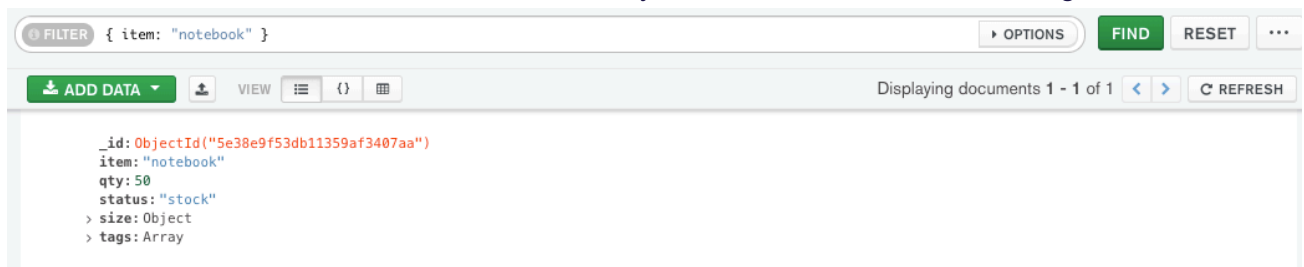 FILTER { item: "notebook" } OPTIONS FIND RESET ...
ADD DATA VIEW {} Displaying documents 1 - 1 of 1 < > REFRESH
_id: ObjectId("5e38e9f53db11359af3407aa")
item: "notebook"
qty: 50
status: "stock"
> size: Object
> tags: Array